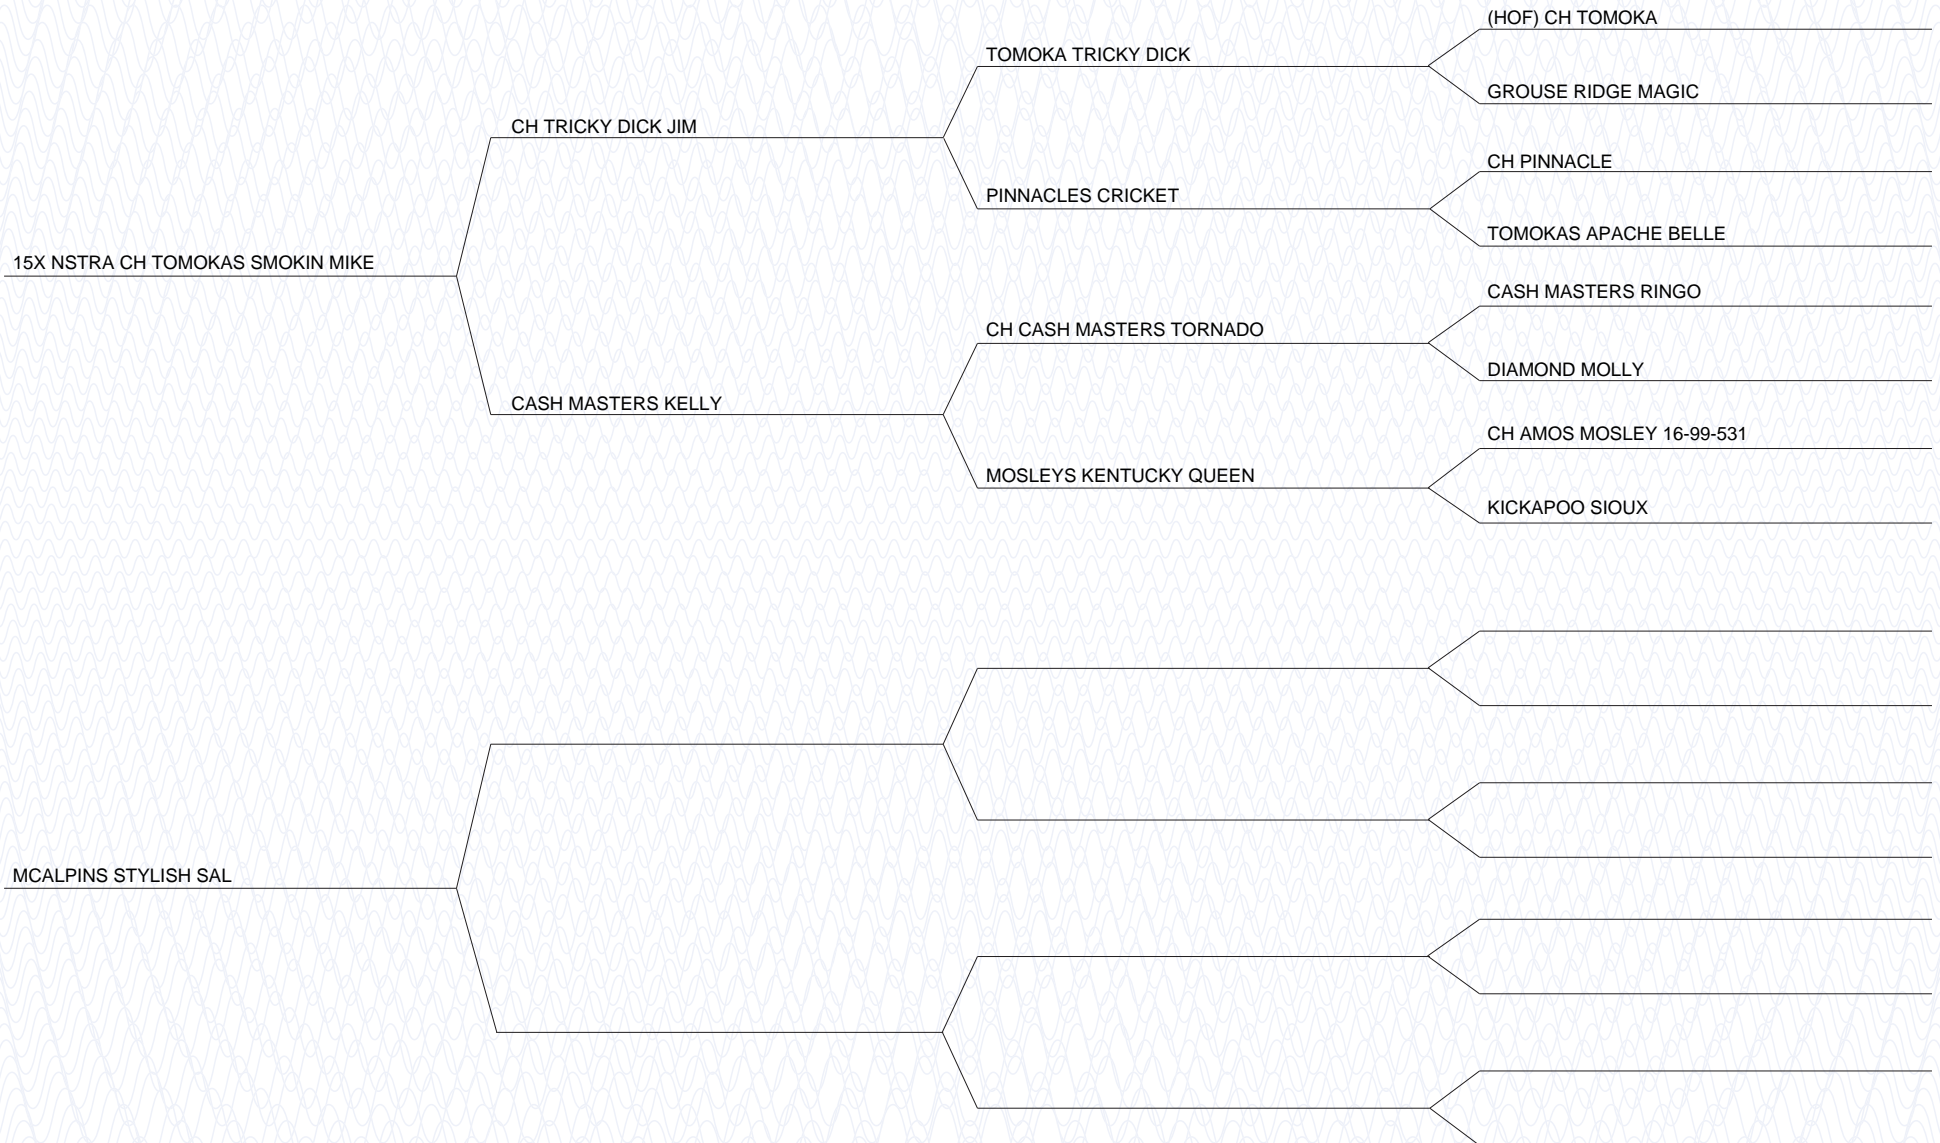 (HOF) CH TOMOKA
TOMOKA TRICKY DICK
GROUSE RIDGE MAGIC
CH TRICKY DICK JIM
CH PINNACLE
PINNACLES CRICKET
TOMOKAS APACHE BELLE
15X NSTRA CH TOMOKAS SMOKIN MIKE
CASH MASTERS RINGO
CH CASH MASTERS TORNADO
DIAMOND MOLLY
CASH MASTERS KELLY
CH AMOS MOSLEY 16-99-531
MOSLEYS KENTUCKY QUEEN
KICKAPOO SIOUX
MCALPINS STYLISH SAL